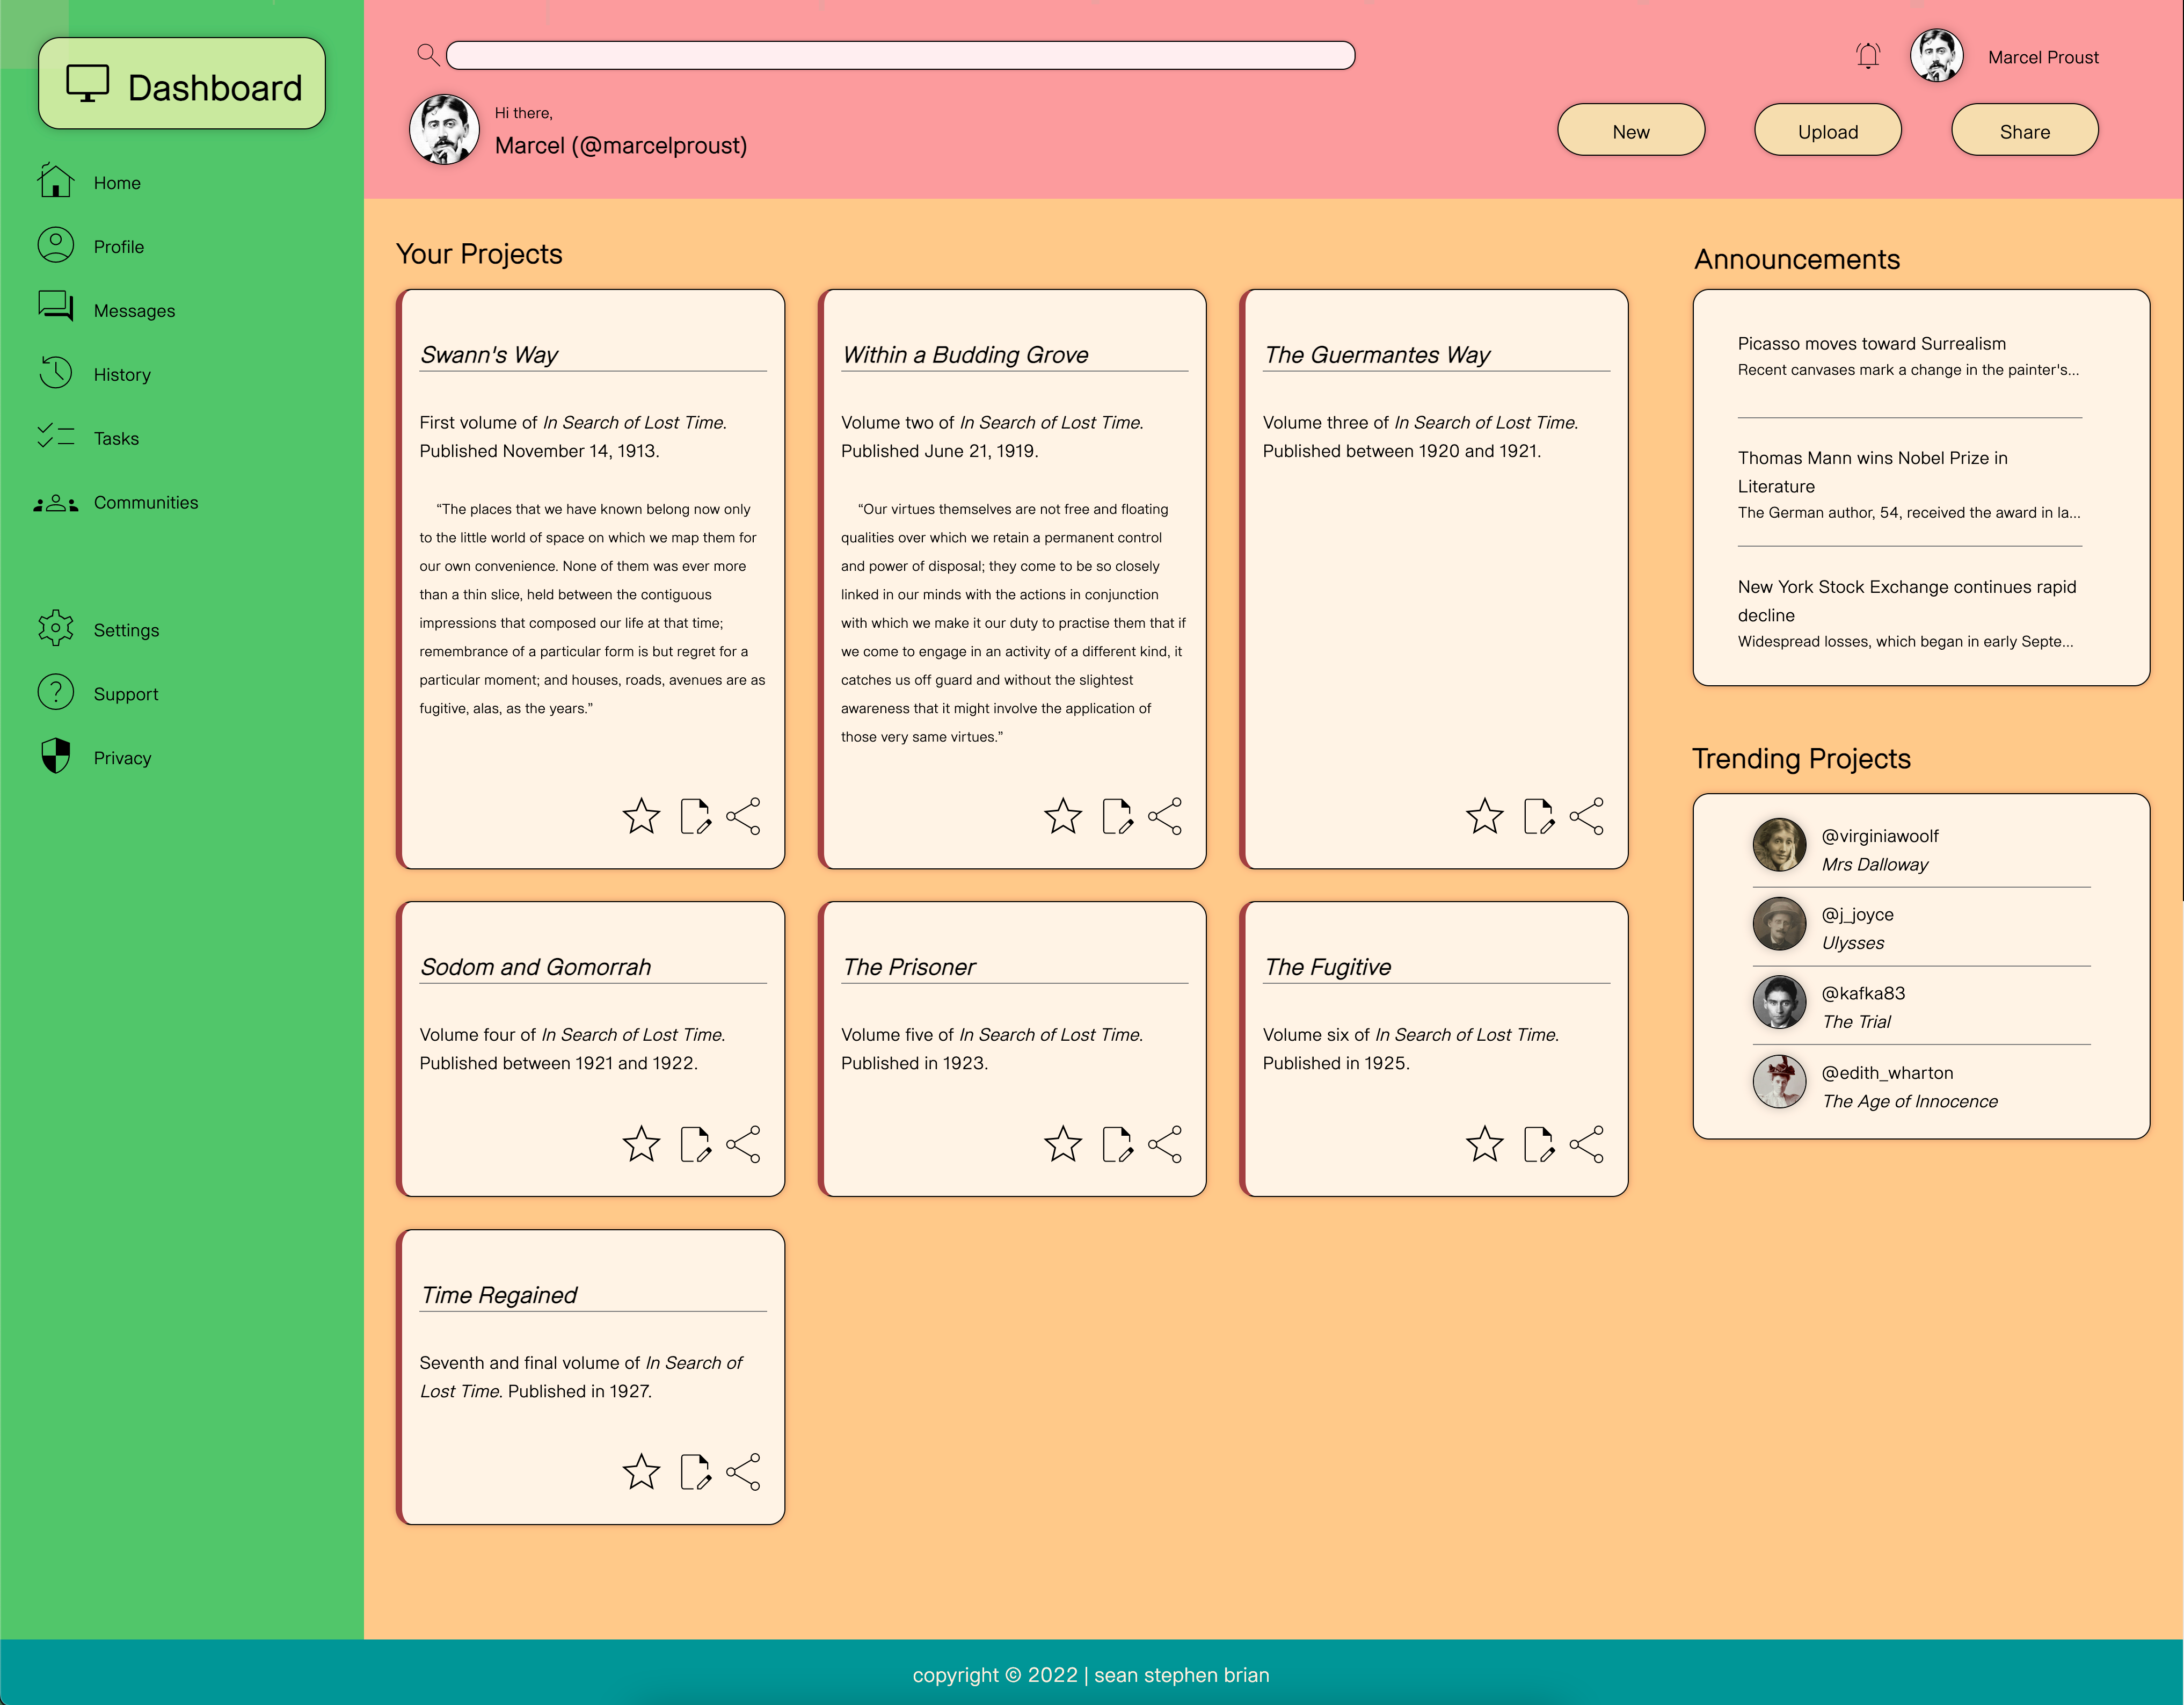 Dashboard
Home
Profile
Messages
History
Tasks
Communities
Settings
Support
Privacy
Marcel Proust
Hi there,
Marcel (@marcelproust)
New
Upload
Share
Your Projects
Swann's Way
First volume of In Search of Lost Time.
Published November 14, 1913.
“The places that we have known belong now only
to the little world of space on which we map them for
our own convenience. None of them was ever more
than a thin slice, held between the contiguous
impressions that composed our life at that time;
remembrance of a particular form is but regret for a
particular moment; and houses, roads, avenues are as
fugitive, alas, as the years.”
Within a Budding Grove
Volume two of In Search of Lost Time.
Published June 21, 1919.
“Our virtues themselves are not free and floating
qualities over which we retain a permanent control
and power of disposal; they come to be so closely
linked in our minds with the actions in conjunction
with which we make it our duty to practise them that if
we come to engage in an activity of a different kind, it
catches us off guard and without the slightest
awareness that it might involve the application of
those very same virtues.”
The Guermantes Way
Volume three of In Search of Lost Time.
Published between 1920 and 1921.
Sodom and Gomorrah
Volume four of In Search of Lost Time.
Published between 1921 and 1922.
The Prisoner
Volume five of In Search of Lost Time.
Published in 1923.
The Fugitive
Volume six of In Search of Lost Time.
Published in 1925.
Time Regained
Seventh and final volume of In Search of
Lost Time. Published in 1927.
Announcements
Picasso moves toward Surrealism
Recent canvases mark a change in the painter's...
Thomas Mann wins Nobel Prize in
Literature
The German author, 54, received the award in la...
New York Stock Exchange continues rapid
decline
Widespread losses, which began in early Septe...
Trending Projects
@virginiawoolf
Mrs Dalloway
@j_joyce
Ulysses
@kafka83
The Trial
@edith_wharton
The Age of Innocence
copyright © 2022 | sean stephen brian